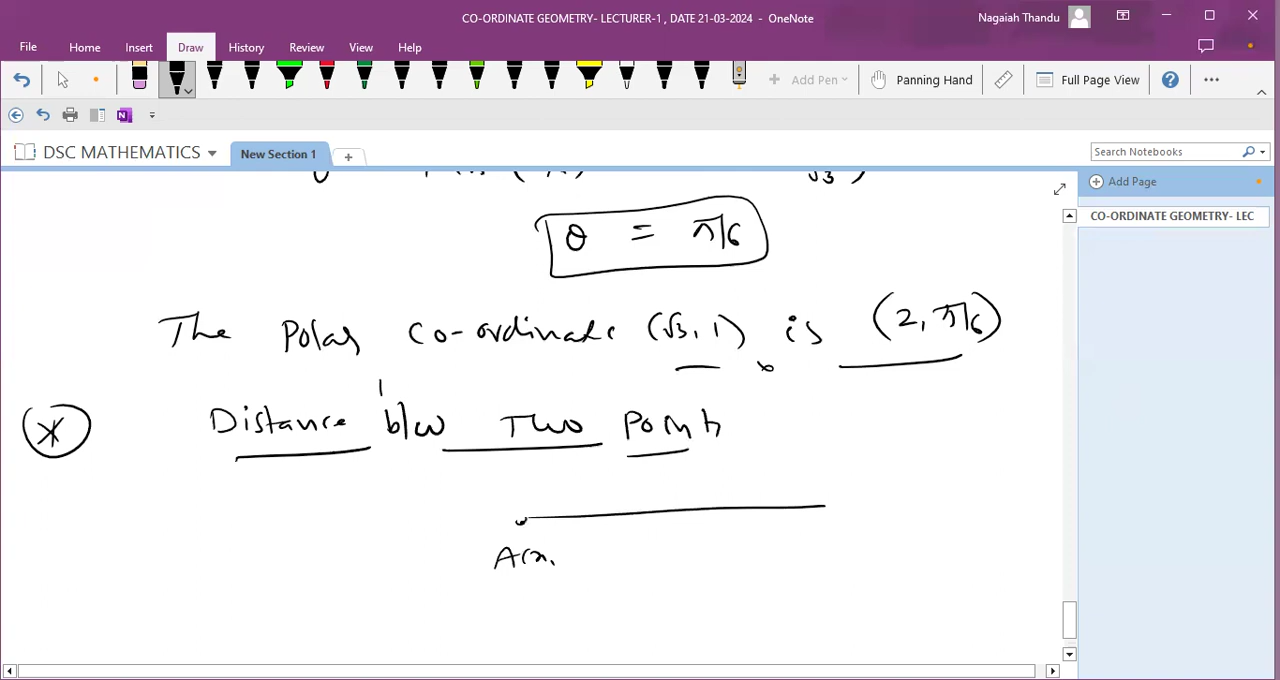 CO-ORDINATE GEOMETRY- LECTURER-1 , DATE 21-03-2024 - OneNote
Nagaiah Thandu
File Home Insert Draw History Review View Help
Add Pen Panning Hand Full Page View
DSC MATHEMATICS New Section 1 Search Notebooks
Add Page
CO-ORDINATE GEOMETRY- LEC
√3 )
θ = π/6
The Polar co-ordinate (√3, 1) is (2, π/6)
Distance b/w Two Points
A(x,